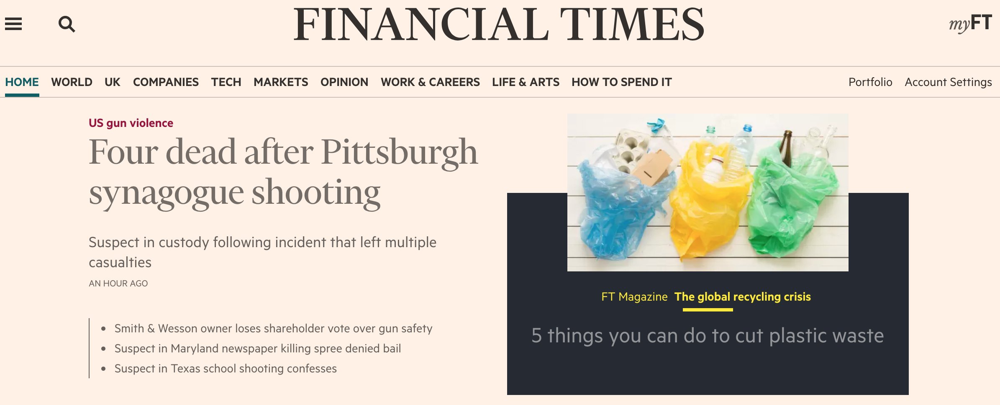 FINANCIAL TIMES
myFT
HOME WORLD UK COMPANIES TECH MARKETS OPINION WORK & CAREERS LIFE & ARTS HOW TO SPEND IT Portfolio Account Settings
US gun violence
Four dead after Pittsburgh
synagogue shooting
Suspect in custody following incident that left multiple
casualties
AN HOUR AGO
Smith & Wesson owner loses shareholder vote over gun safety
Suspect in Maryland newspaper killing spree denied bail
Suspect in Texas school shooting confesses
FT Magazine The global recycling crisis
5 things you can do to cut plastic waste